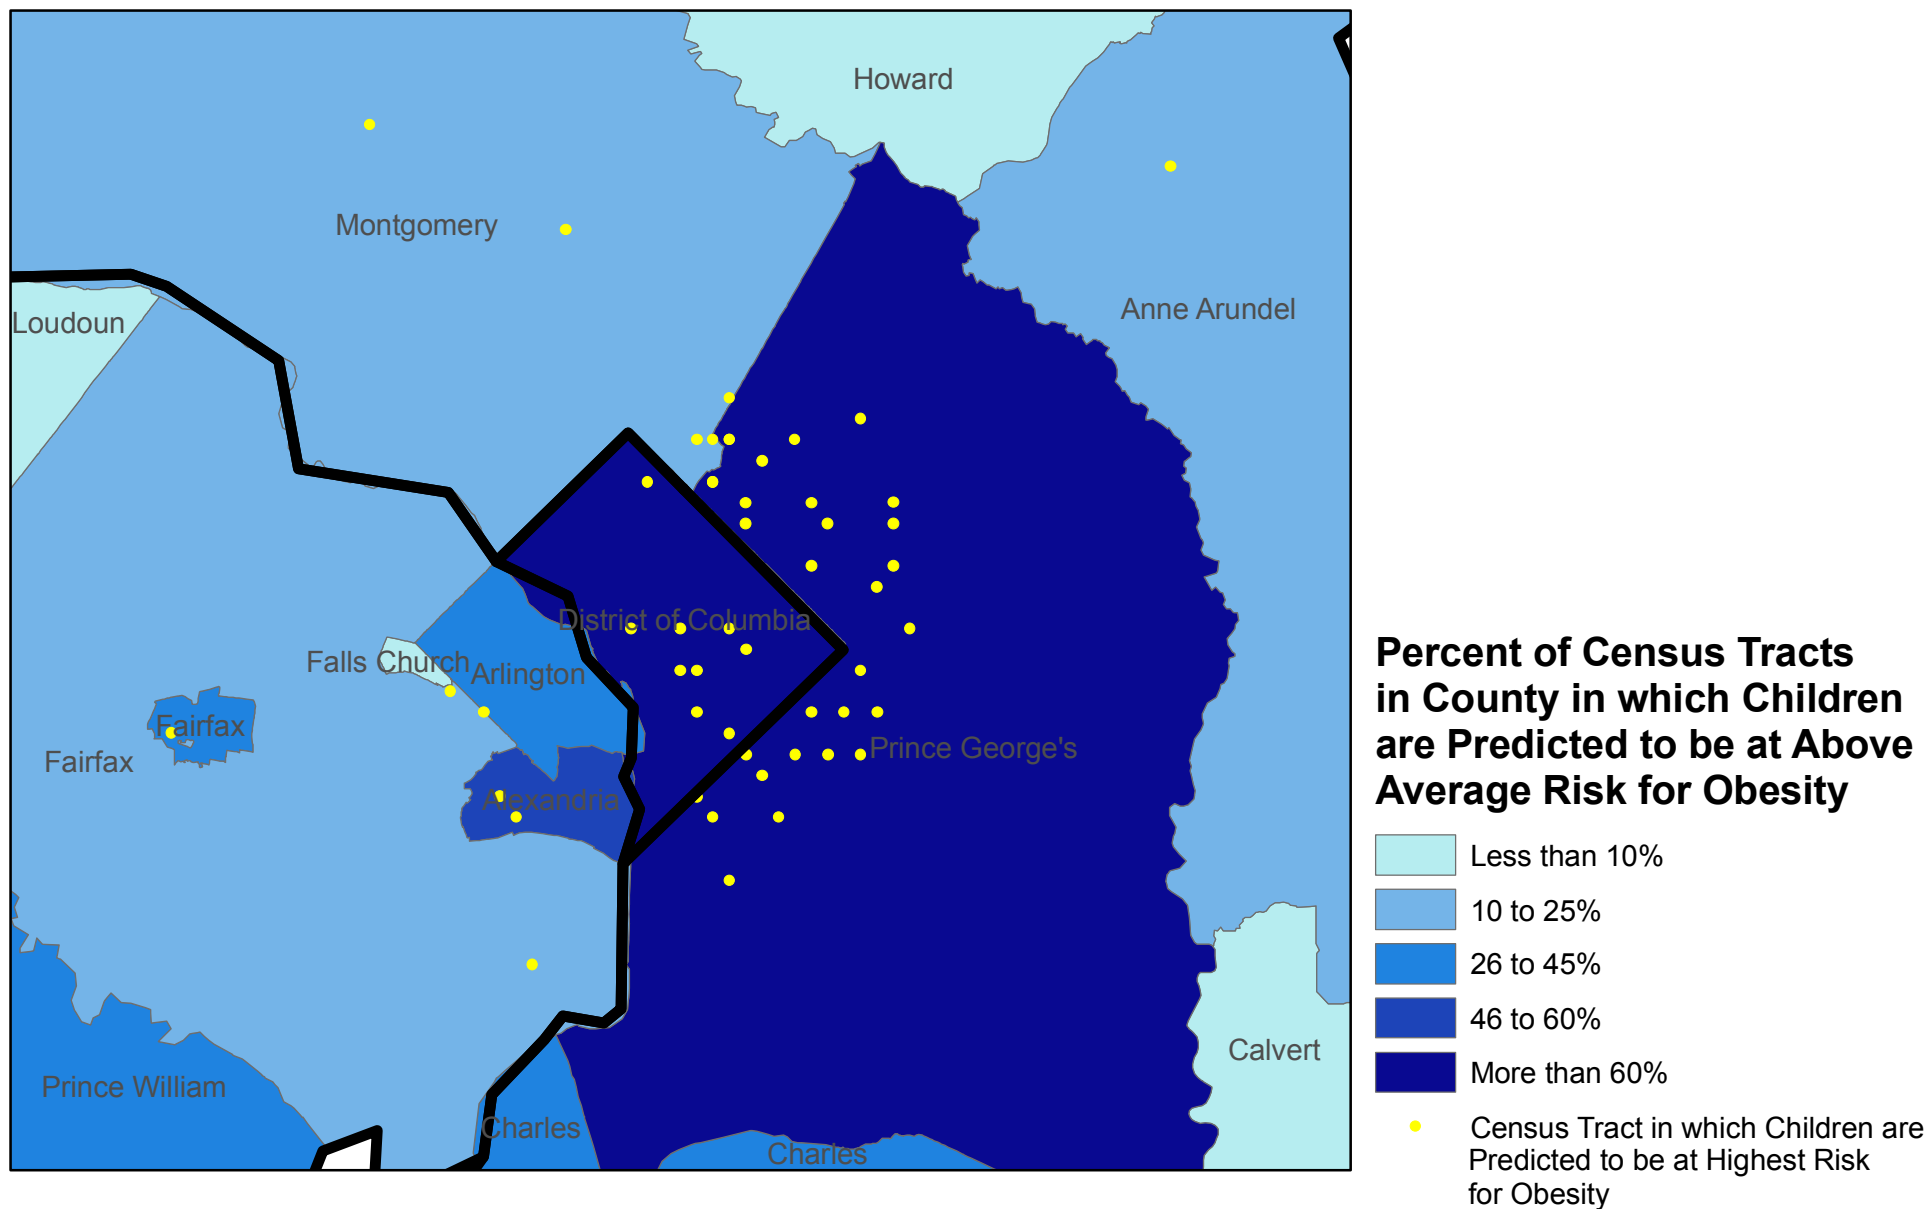 Howard
Montgomery
Loudoun
Anne Arundel
District of Columbia
Falls Church
Arlington
Fairfax
Fairfax
Prince George's
Alexandria
Prince William
Calvert
Charles
Charles
Percent of Census Tracts
in County in which Children
are Predicted to be at Above
Average Risk for Obesity
Less than 10%
10 to 25%
26 to 45%
46 to 60%
More than 60%
Census Tract in which Children are
Predicted to be at Highest Risk
for Obesity